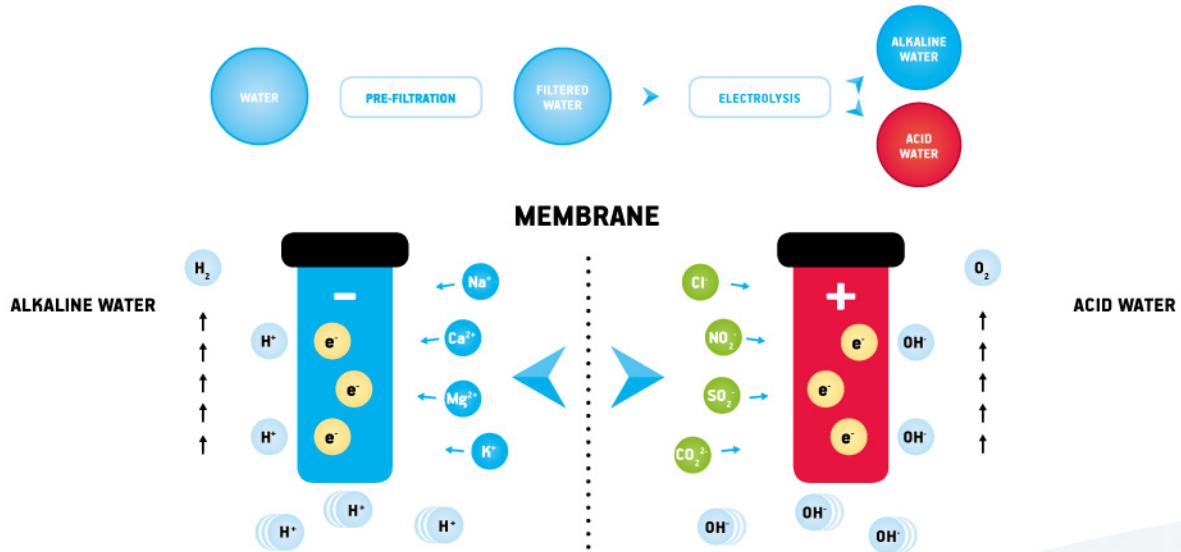 WATER
PRE-FILTRATION
FILTERED
WATER
ELECTROLYSIS
ALKALINE
WATER
ACID
WATER
MEMBRANE
ALKALINE WATER
H₂
H⁺
H⁺
−
e⁻
e⁻
e⁻
Na⁺
Ca²⁺
Mg²⁺
K⁺
H⁺
H⁺
H⁺
Cl⁻
NO₂⁻
SO₂⁻
CO₂²⁻
+
e⁻
e⁻
e⁻
OH⁻
OH⁻
O₂
ACID WATER
OH⁻
OH⁻
OH⁻